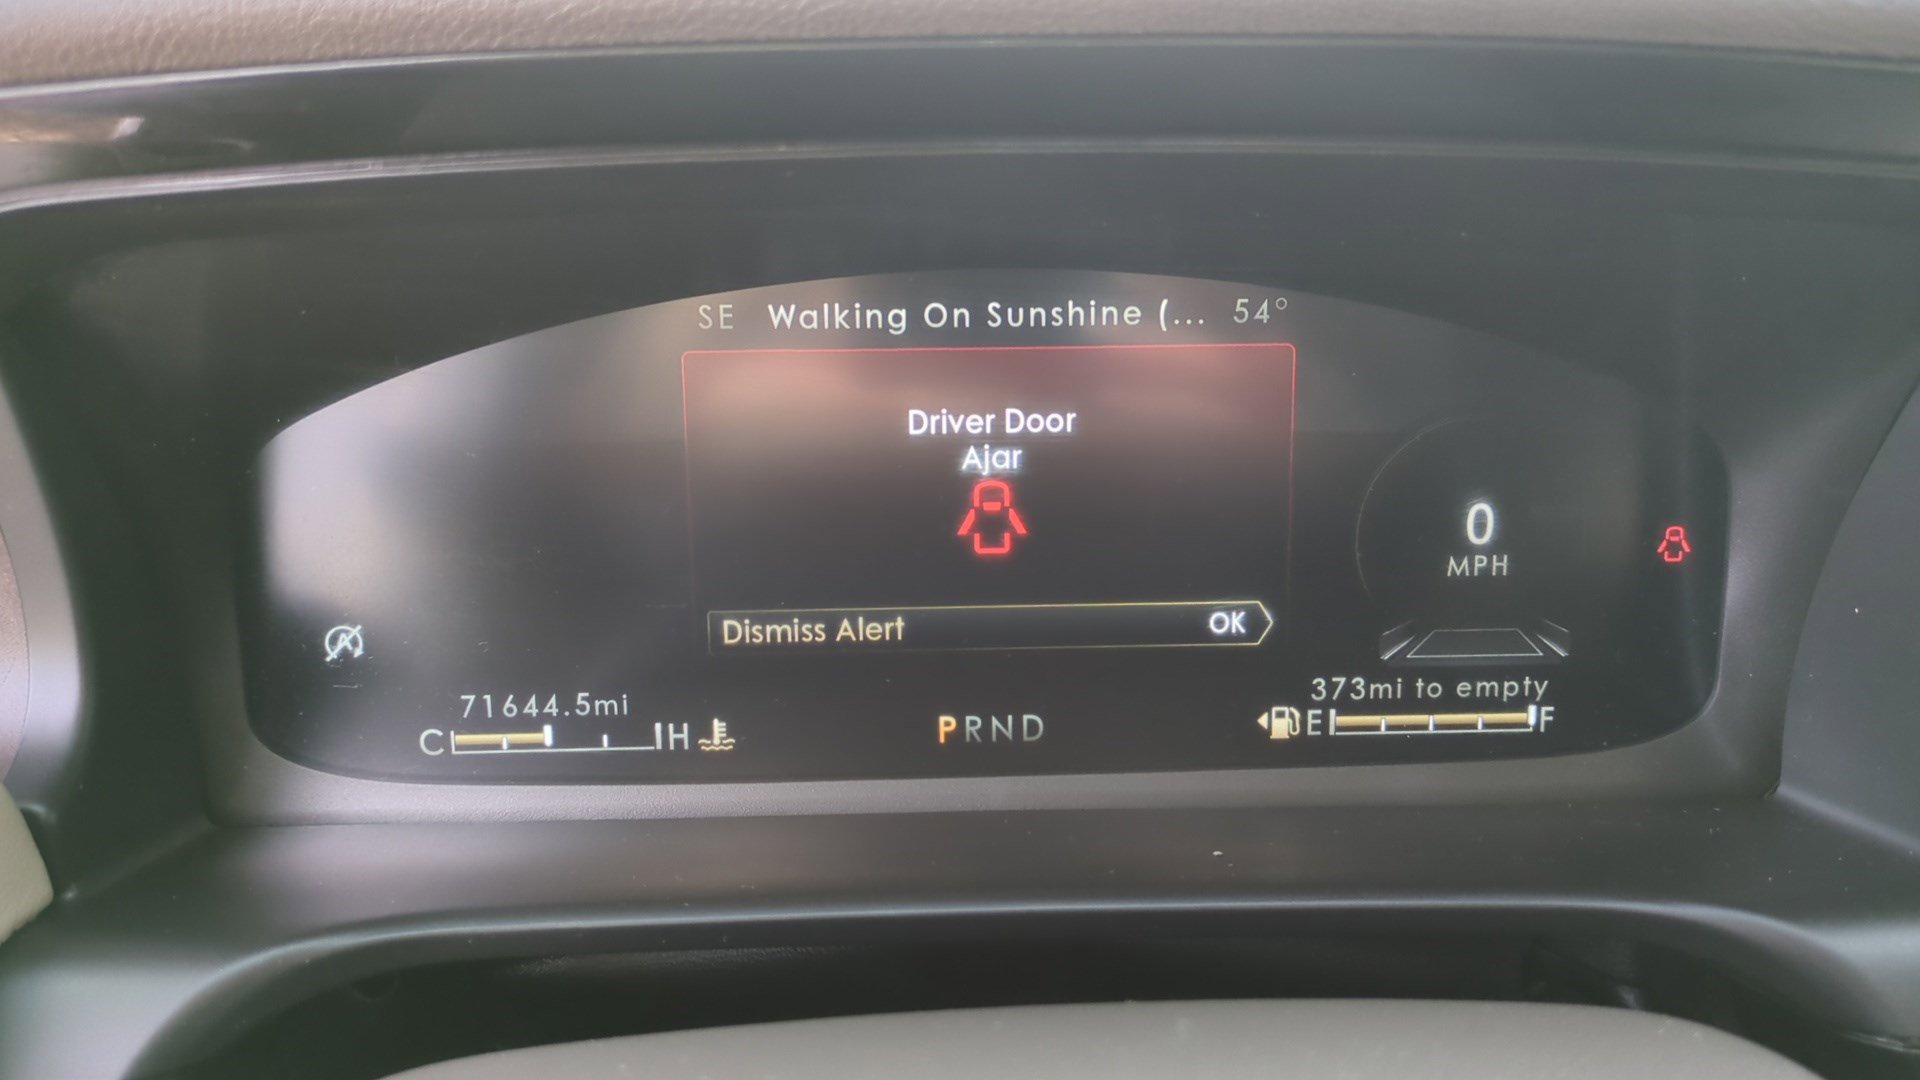 SE Walking On Sunshine (... 54°
Driver Door
Ajar
Dismiss Alert OK
0
MPH
71644.5mi
373mi to empty
C H
PRND
E F